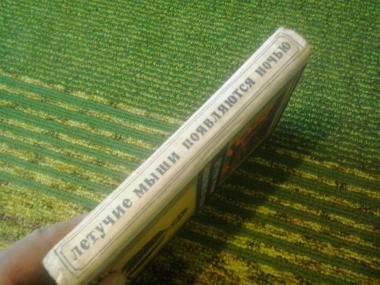 летучие мыши появляются ночью